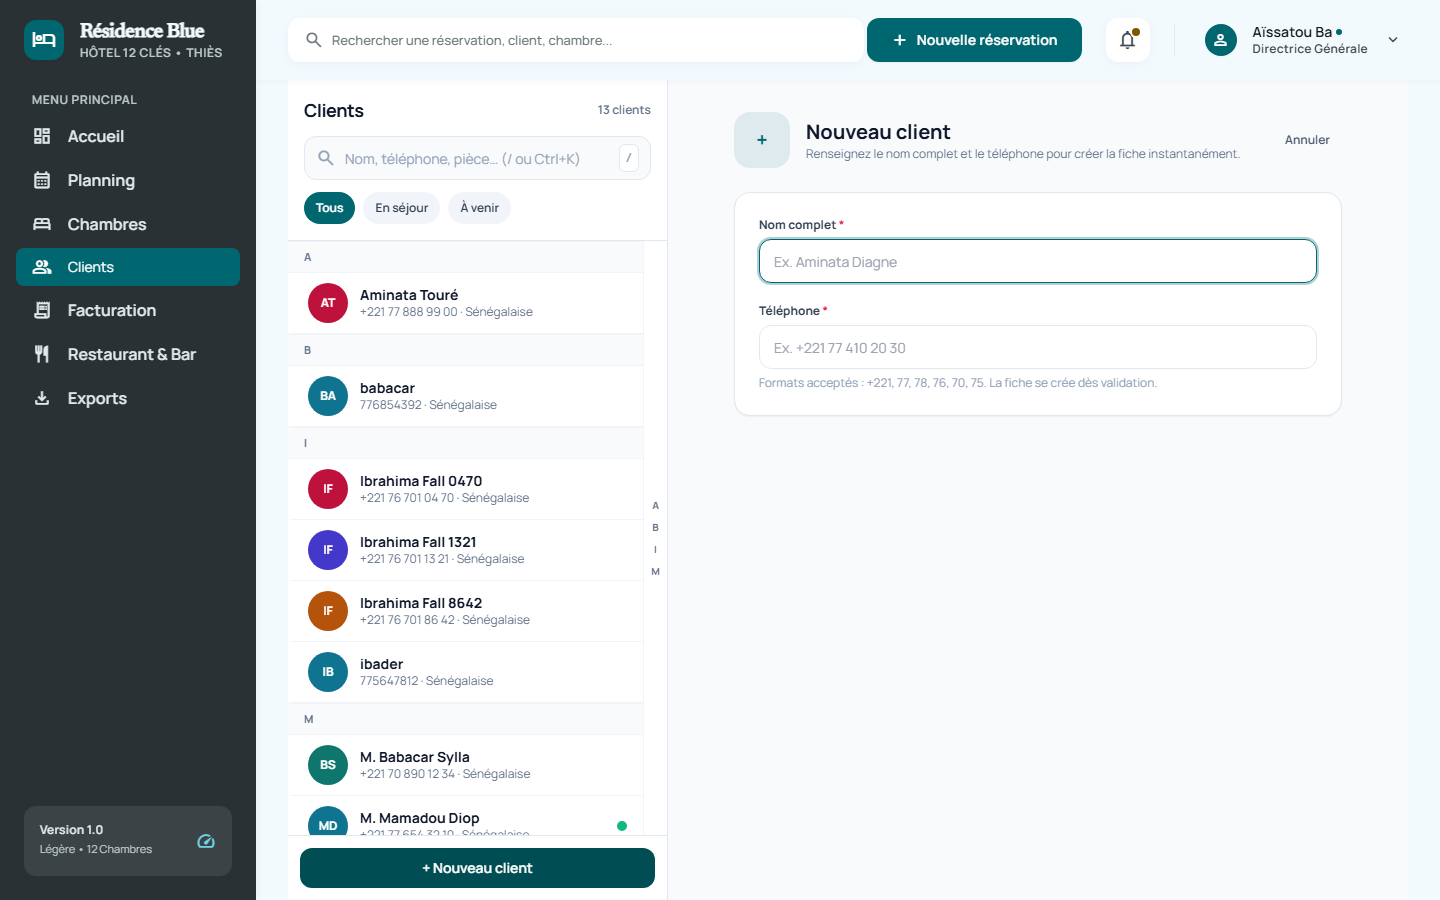 Résidence Blue
HÔTEL 12 CLÉS • THIÈS
MENU PRINCIPAL
Accueil
Planning
Chambres
Clients
Facturation
Restaurant & Bar
Exports
Version 1.0
Légère • 12 Chambres
Rechercher une réservation, client, chambre...
+ Nouvelle réservation
Aïssatou Ba
Directrice Générale
Clients
13 clients
Nom, téléphone, pièce... (/ ou Ctrl+K)
/
Tous
En séjour
À venir
A
AT
Aminata Touré
+221 77 888 99 00 · Sénégalaise
B
BA
babacar
776854392 · Sénégalaise
I
IF
Ibrahima Fall 0470
+221 76 701 04 70 · Sénégalaise
IF
Ibrahima Fall 1321
+221 76 701 13 21 · Sénégalaise
IF
Ibrahima Fall 8642
+221 76 701 86 42 · Sénégalaise
IB
ibader
775647812 · Sénégalaise
M
BS
M. Babacar Sylla
+221 70 890 12 34 · Sénégalaise
MD
M. Mamadou Diop
+221 77 654 32 10 · Sénégalaise
A
B
I
M
+ Nouveau client
+
Nouveau client
Renseignez le nom complet et le téléphone pour créer la fiche instantanément.
Annuler
Nom complet *
Ex. Aminata Diagne
Téléphone *
Ex. +221 77 410 20 30
Formats acceptés : +221, 77, 78, 76, 70, 75. La fiche se crée dès validation.